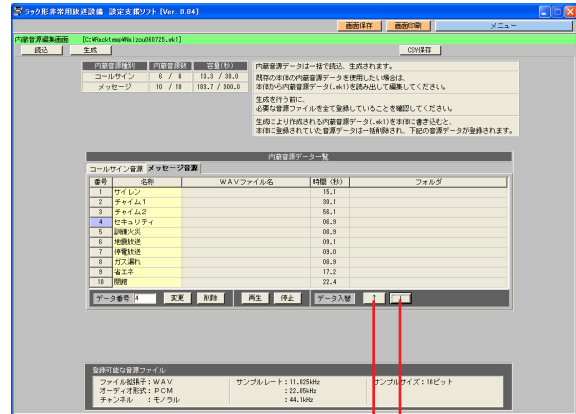 ラック形非常用放送設備 設定支援ソフト [Ver. 0.04]
画面保存 画面印刷 メニュー
内蔵音源編集画面 [C:¥Racktemp¥Naizou060725.wk1]
読込 生成 CSV保存
内蔵音源種別 内蔵音源数 容量(秒)
コールサイン 6 / 6 13.3 / 30.0
メッセージ 10 / 10 183.7 / 300.0
内蔵音源データは一括で読込、生成されます。
既存の本体の内蔵音源データを使用したい場合は、
本体から内蔵音源データ(.wk1)を読み出して編集してください。
生成を行う前に、
必要な音源ファイルを全て登録していることを確認してください。
生成により作成される内蔵音源データ(.wk1)を本体に書き込むと、
本体に登録されていた音源データは一括削除され、下記の音源データが登録されます。
内蔵音源データ一覧
コールサイン音源 メッセージ音源
番号 名称 WAVファイル名 時間(秒) フォルダ
1 サイレン 15.1
2 チャイム1 30.1
3 チャイム2 56.1
4 セキュリティ 06.9
5 訓練火災 08.9
6 地震放送 09.1
7 停電放送 09.0
8 ガス漏れ 08.9
9 省エネ 17.2
10 閉館 22.4
データ番号 4 変更 削除 再生 停止 データ入替 ↑ ↓
登録可能な音源ファイル
ファイル拡張子:WAV サンプルレート:11.025kHz サンプルサイズ:16ビット
オーディオ形式:PCM :22.05kHz
チャンネル :モノラル :44.1kHz